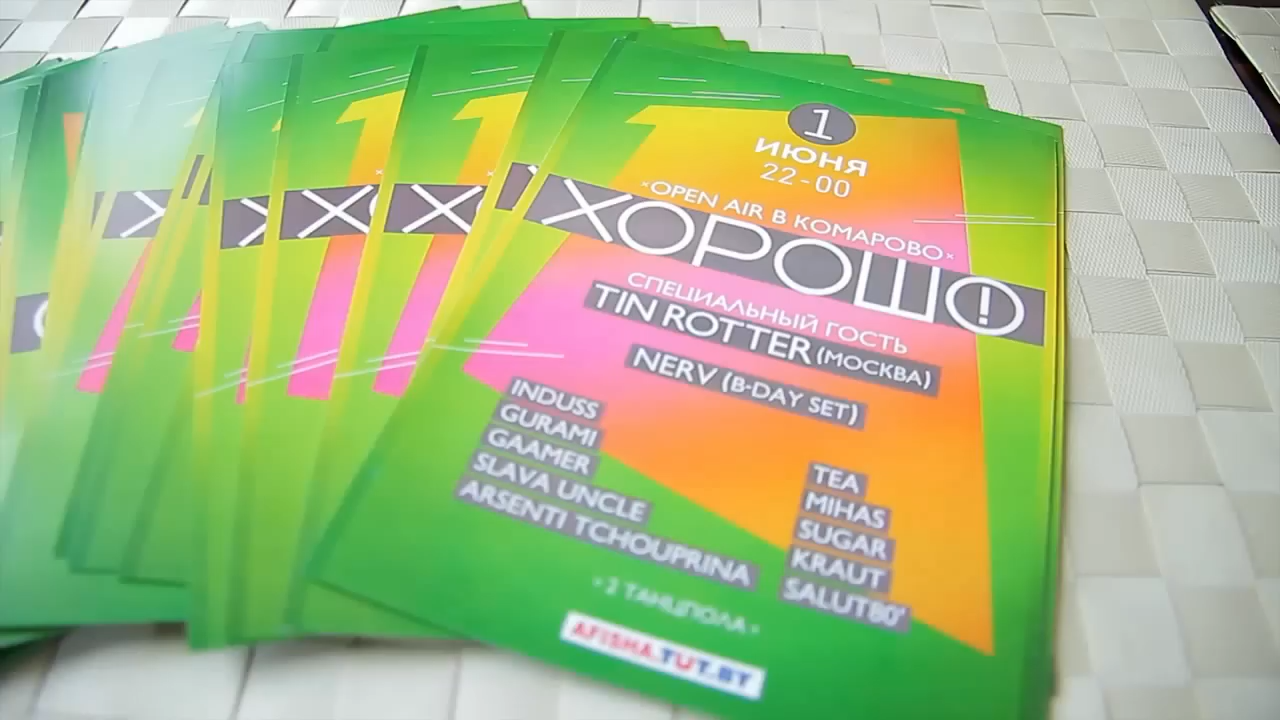 1
ИЮНЯ
22-00
×OPEN AIR В КОМАРОВО×
ХОРОШО!
СПЕЦИАЛЬНЫЙ ГОСТЬ
TIN ROTTER (МОСКВА)
NERV (B-DAY SET)
INDUSS
GURAMI
GAAMER
SLAVA UNCLE
ARSENTI TCHOUPRINA
TEA
MIHAS
SUGAR
KRAUT
SALUT80'
2 ТАНЦПОЛА
AFISHA.TUT.BY